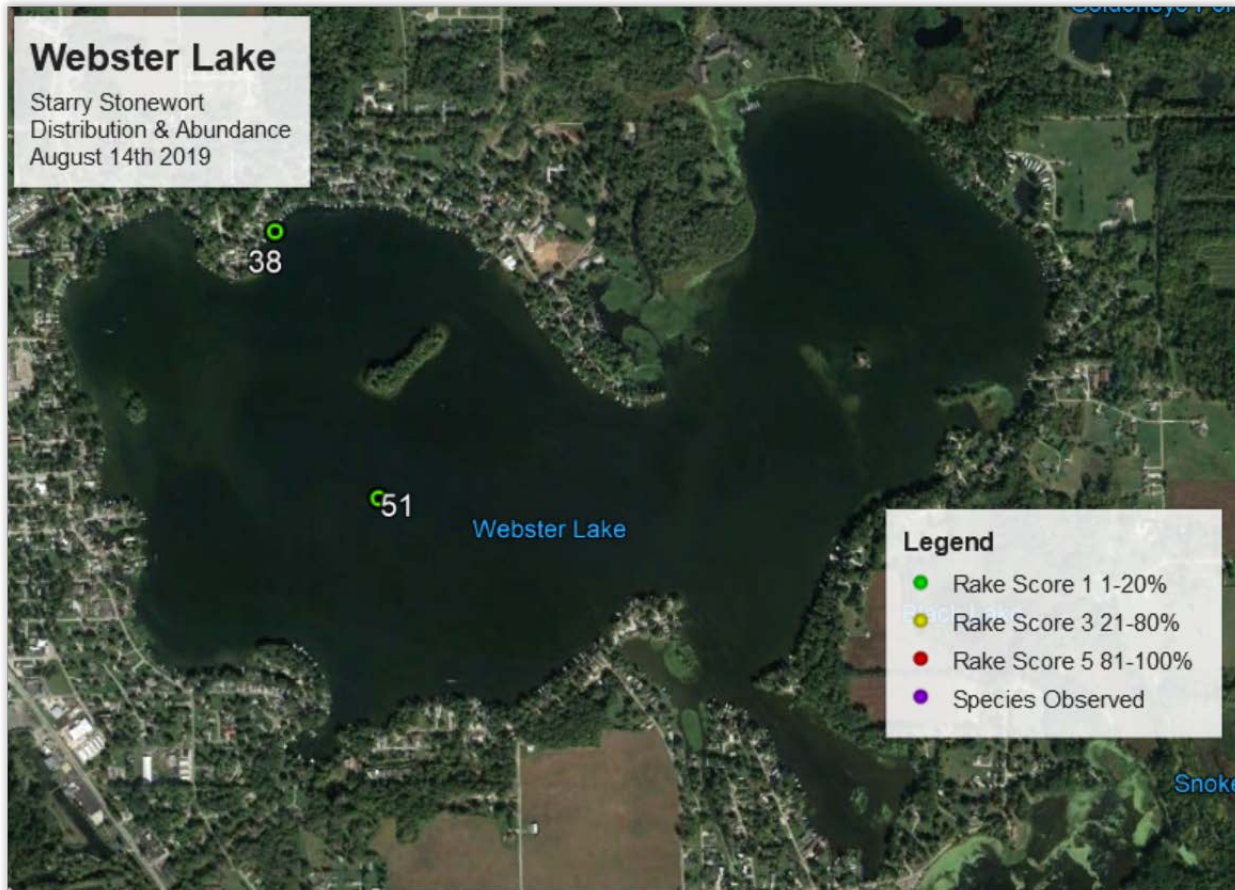 Webster Lake
Starry Stonewort
Distribution & Abundance
August 14th 2019
38
51
Webster Lake
Legend
Rake Score 1 1-20%
Rake Score 3 21-80%
Rake Score 5 81-100%
Species Observed